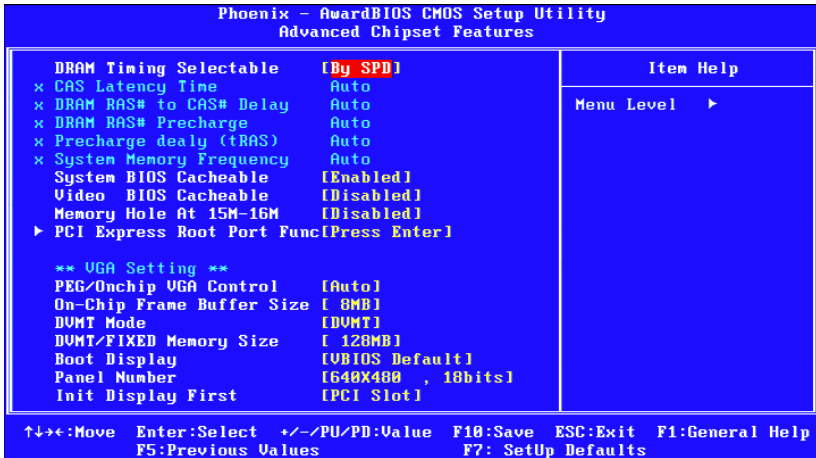 Phoenix - AwardBIOS CMOS Setup Utility
Advanced Chipset Features
DRAM Timing Selectable [By SPD]
x CAS Latency Time Auto
x DRAM RAS# to CAS# Delay Auto
x DRAM RAS# Precharge Auto
x Precharge dealy (tRAS) Auto
x System Memory Frequency Auto
System BIOS Cacheable [Enabled]
Video BIOS Cacheable [Disabled]
Memory Hole At 15M-16M [Disabled]
► PCI Express Root Port Func[Press Enter]
** VGA Setting **
PEG/Onchip VGA Control [Auto]
On-Chip Frame Buffer Size [ 8MB]
DVMT Mode [DVMT]
DVMT/FIXED Memory Size [ 128MB]
Boot Display [VBIOS Default]
Panel Number [640X480 , 18bits]
Init Display First [PCI Slot]
Item Help
Menu Level ►
↑↓→←:Move Enter:Select +/-/PU/PD:Value F10:Save ESC:Exit F1:General Help
F5:Previous Values F7: SetUp Defaults